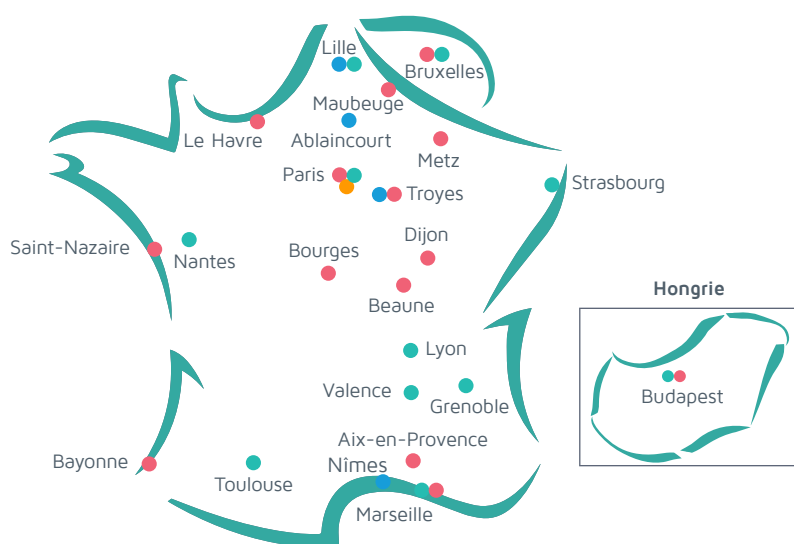 Lille
Bruxelles
Maubeuge
Le Havre
Ablaincourt
Metz
Paris
Troyes
Strasbourg
Saint-Nazaire
Nantes
Bourges
Dijon
Beaune
Hongrie
Lyon
Valence
Grenoble
Budapest
Aix-en-Provence
Bayonne
Nîmes
Toulouse
Marseille